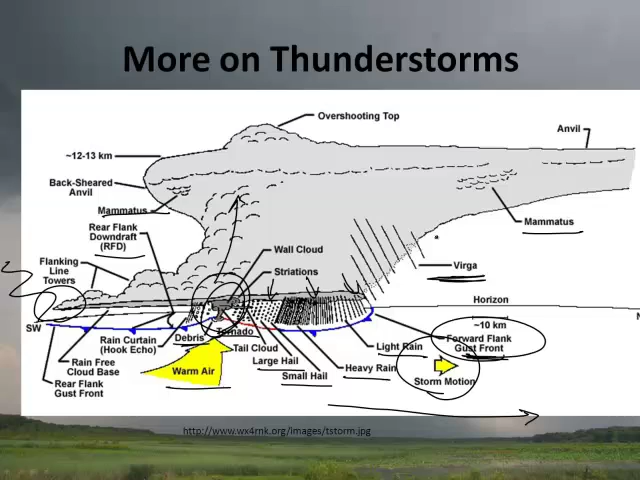 More on Thunderstorms
Overshooting Top
Anvil
~12-13 km
Back-Sheared
Anvil
Mammatus
Mammatus
Rear Flank
Downdraft
(RFD)
Wall Cloud
Flanking
Line
Towers
Striations
Virga
Horizon
SW
~10 km
Rain Curtain
(Hook Echo)
Debris
Tornado
Tail Cloud
Light Rain
Forward Flank
Gust Front
Rain Free
Cloud Base
Warm Air
Large Hail
Small Hail
Heavy Rain
Storm Motion
Rear Flank
Gust Front
http://www.wx4rnk.org/images/tstorm.jpg